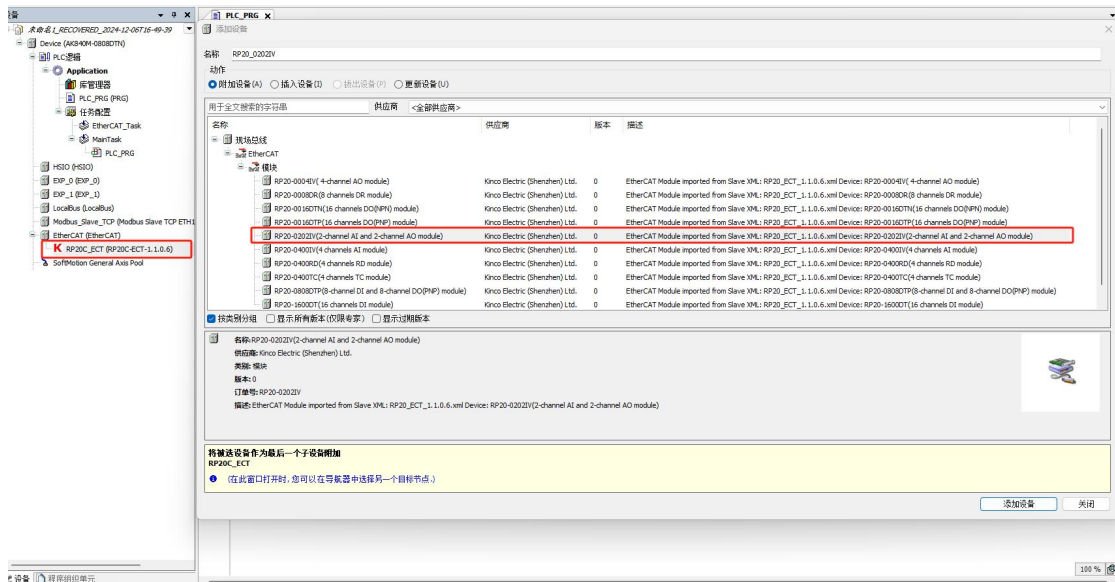 设备
PLC_PRG X
未命名1_RECOVERED_2024-12-06T16-49-39
Device (AK840M-0808DTN)
PLC逻辑
Application
库管理器
PLC_PRG (PRG)
任务配置
EtherCAT_Task
MainTask
PLC_PRG
HSIO (HSIO)
EXP_0 (EXP_0)
EXP_1 (EXP_1)
LocalBus (LocalBus)
Modbus_Slave_TCP (Modbus Slave TCP ETH1
EtherCAT (EtherCAT)
RP20C_ECT (RP20C-ECT-1.1.0.6)
SoftMotion General Axis Pool
添加设备
名称 RP20_0202IV
动作
附加设备(A) 插入设备(I) 拔出设备(P) 更新设备(U)
用于全文搜索的字符串 供应商 <全部供应商>
名称 供应商 版本 描述
现场总线
EtherCAT
模块
RP20-0004IV( 4-channel AO module) Kinco Electric (Shenzhen) Ltd. 0 EtherCAT Module imported from Slave XML: RP20_ECT_1.1.0.6.xml Device: RP20-0004IV( 4-channel AO module)
RP20-0008DR(8 channels DR module) Kinco Electric (Shenzhen) Ltd. 0 EtherCAT Module imported from Slave XML: RP20_ECT_1.1.0.6.xml Device: RP20-0008DR(8 channels DR module)
RP20-0016DTN(16 channels DO(NPN) module) Kinco Electric (Shenzhen) Ltd. 0 EtherCAT Module imported from Slave XML: RP20_ECT_1.1.0.6.xml Device: RP20-0016DTN(16 channels DO(NPN) module)
RP20-0016DTP(16 channels DO(PNP) module) Kinco Electric (Shenzhen) Ltd. 0 EtherCAT Module imported from Slave XML: RP20_ECT_1.1.0.6.xml Device: RP20-0016DTP(16 channels DO(PNP) module)
RP20-0202IV(2-channel AI and 2-channel AO module) Kinco Electric (Shenzhen) Ltd. 0 EtherCAT Module imported from Slave XML: RP20_ECT_1.1.0.6.xml Device: RP20-0202IV(2-channel AI and 2-channel AO module)
RP20-0400IV(4 channels AI module) Kinco Electric (Shenzhen) Ltd. 0 EtherCAT Module imported from Slave XML: RP20_ECT_1.1.0.6.xml Device: RP20-0400IV(4 channels AI module)
RP20-0400RD(4 channels RD module) Kinco Electric (Shenzhen) Ltd. 0 EtherCAT Module imported from Slave XML: RP20_ECT_1.1.0.6.xml Device: RP20-0400RD(4 channels RD module)
RP20-0400TC(4 channels TC module) Kinco Electric (Shenzhen) Ltd. 0 EtherCAT Module imported from Slave XML: RP20_ECT_1.1.0.6.xml Device: RP20-0400TC(4 channels TC module)
RP20-0808DTP(8-channel DI and 8-channel DO(PNP) module) Kinco Electric (Shenzhen) Ltd. 0 EtherCAT Module imported from Slave XML: RP20_ECT_1.1.0.6.xml Device: RP20-0808DTP(8-channel DI and 8-channel DO(PNP) module)
RP20-1600DT(16 channels DI module) Kinco Electric (Shenzhen) Ltd. 0 EtherCAT Module imported from Slave XML: RP20_ECT_1.1.0.6.xml Device: RP20-1600DT(16 channels DI module)
按类别分组 显示所有版本(仅限专家) 显示过期版本
名称: RP20-0202IV(2-channel AI and 2-channel AO module)
供应商: Kinco Electric (Shenzhen) Ltd.
类别: 模块
版本: 0
订单号: RP20-0202IV
描述: EtherCAT Module imported from Slave XML: RP20_ECT_1.1.0.6.xml Device: RP20-0202IV(2-channel AI and 2-channel AO module)
将被选设备作为最后一个子设备附加
RP20C_ECT
(在此窗口打开时,您可以在导航器中选择另一个目标节点.)
添加设备 关闭
100 %
设备 程序组织单元